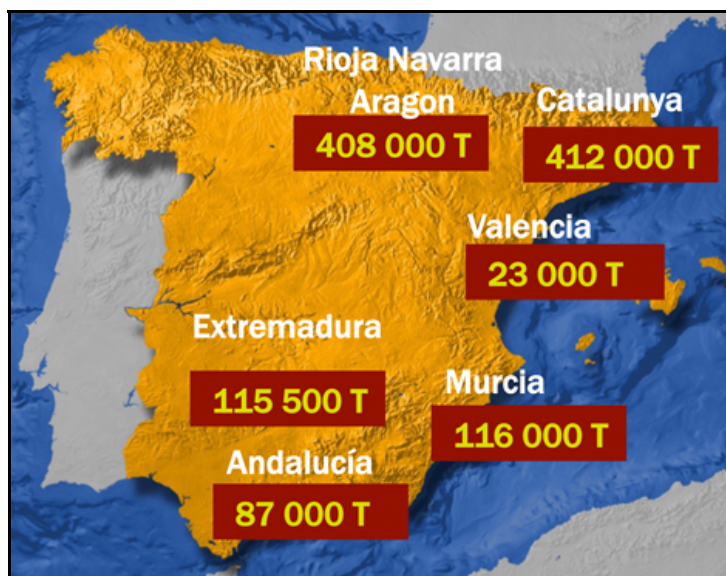 Rioja Navarra
Aragon
408 000 T
Catalunya
412 000 T
Valencia
23 000 T
Extremadura
115 500 T
Murcia
116 000 T
Andalucía
87 000 T